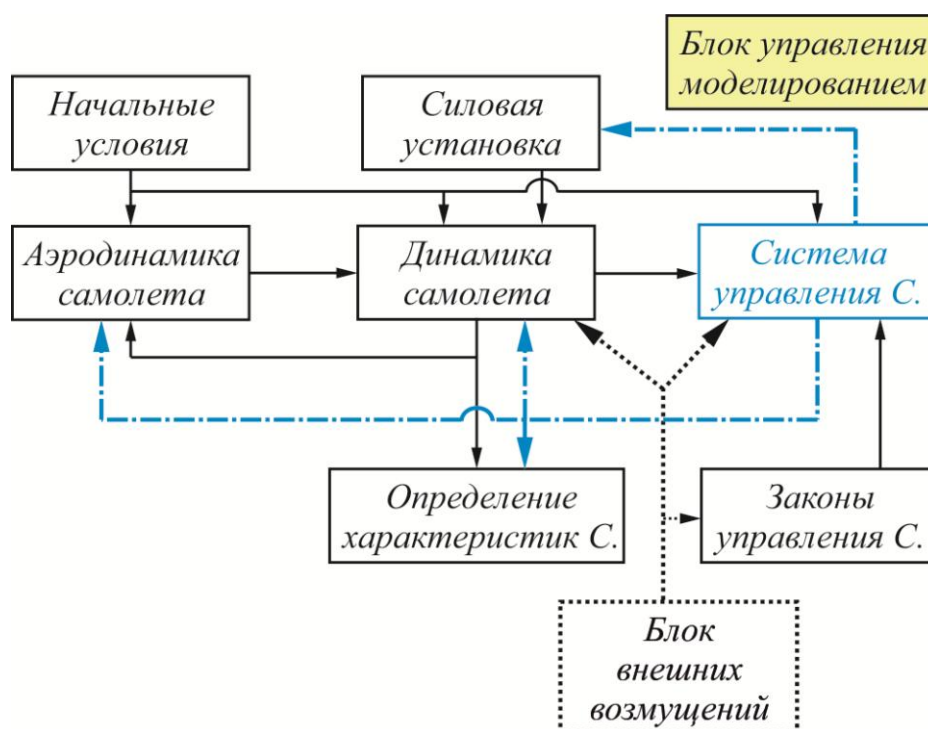 Блок управления
моделированием
Начальные
условия
Силовая
установка
Аэродинамика
самолета
Динамика
самолета
Система
управления С.
Определение
характеристик С.
Законы
управления С.
Блок
внешних
возмущений